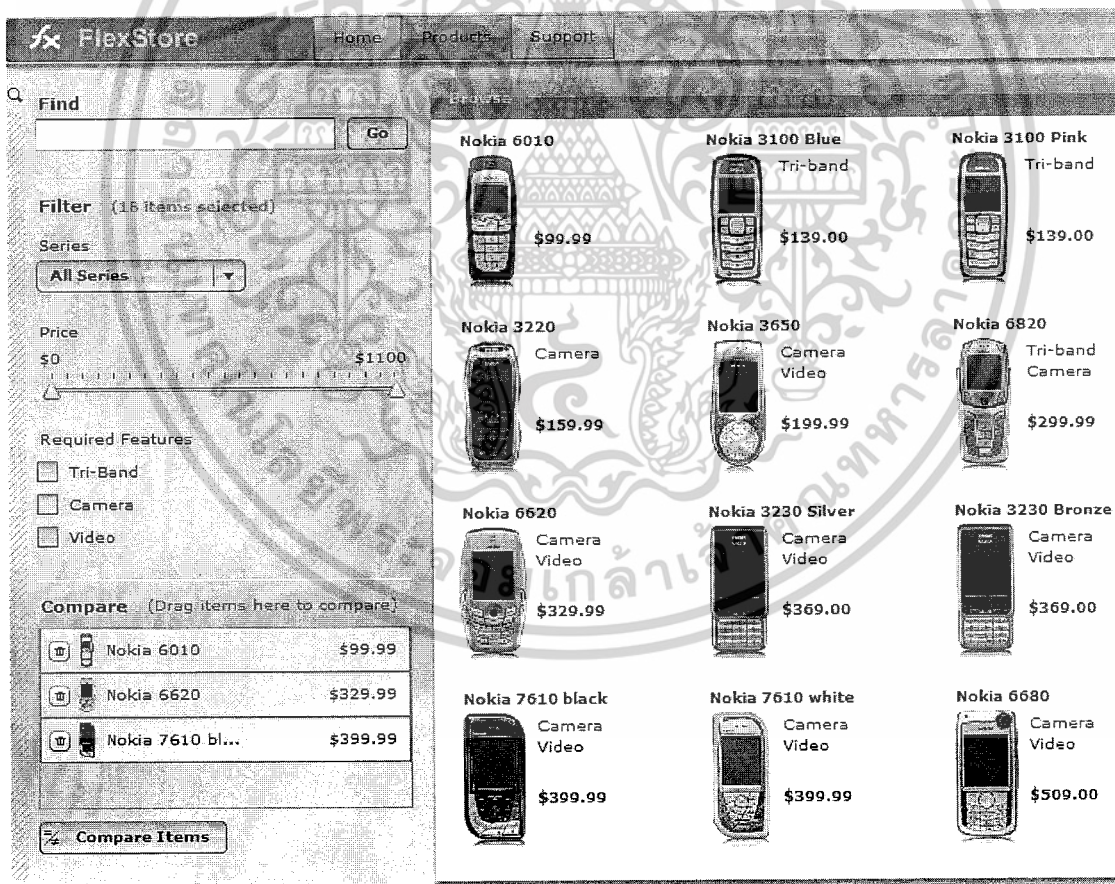 fx FlexStore
Home
Products
Support
Find
Go
Filter (18 items selected)
Series
All Series
Price
$0
$1100
Required Features
Tri-Band
Camera
Video
Compare (Drag items here to compare)
Nokia 6010 $99.99
Nokia 6620 $329.99
Nokia 7610 bl... $399.99
Compare Items
Browse
Nokia 6010
$99.99
Nokia 3100 Blue
Tri-band
$139.00
Nokia 3100 Pink
Tri-band
$139.00
Nokia 3220
Camera
$159.99
Nokia 3650
Camera
Video
$199.99
Nokia 6820
Tri-band
Camera
$299.99
Nokia 6620
Camera
Video
$329.99
Nokia 3230 Silver
Camera
Video
$369.00
Nokia 3230 Bronze
Camera
Video
$369.00
Nokia 7610 black
Camera
Video
$399.99
Nokia 7610 white
Camera
Video
$399.99
Nokia 6680
Camera
Video
$509.00